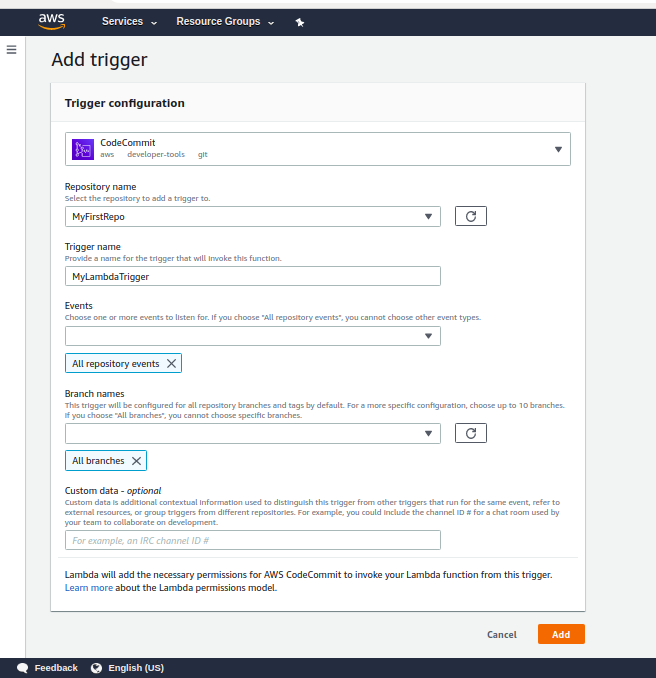 aws
Services
Resource Groups
Add trigger
Trigger configuration
CodeCommit
aws developer-tools git
Repository name
Select the repository to add a trigger to.
MyFirstRepo
Trigger name
Provide a name for the trigger that will invoke this function.
MyLambdaTrigger
Events
Choose one or more events to listen for. If you choose "All repository events", you cannot choose other event types.
All repository events
Branch names
This trigger will be configured for all repository branches and tags by default. For a more specific configuration, choose up to 10 branches.
If you choose "All branches", you cannot choose specific branches.
All branches
Custom data - optional
Custom data is additional contextual information used to distinguish this trigger from other triggers that run for the same event, refer to
external resources, or group triggers from different repositories. For example, you could include the channel ID # for a chat room used by
your team to collaborate on development.
For example, an IRC channel ID #
Lambda will add the necessary permissions for AWS CodeCommit to invoke your Lambda function from this trigger.
Learn more about the Lambda permissions model.
Cancel
Add
Feedback
English (US)